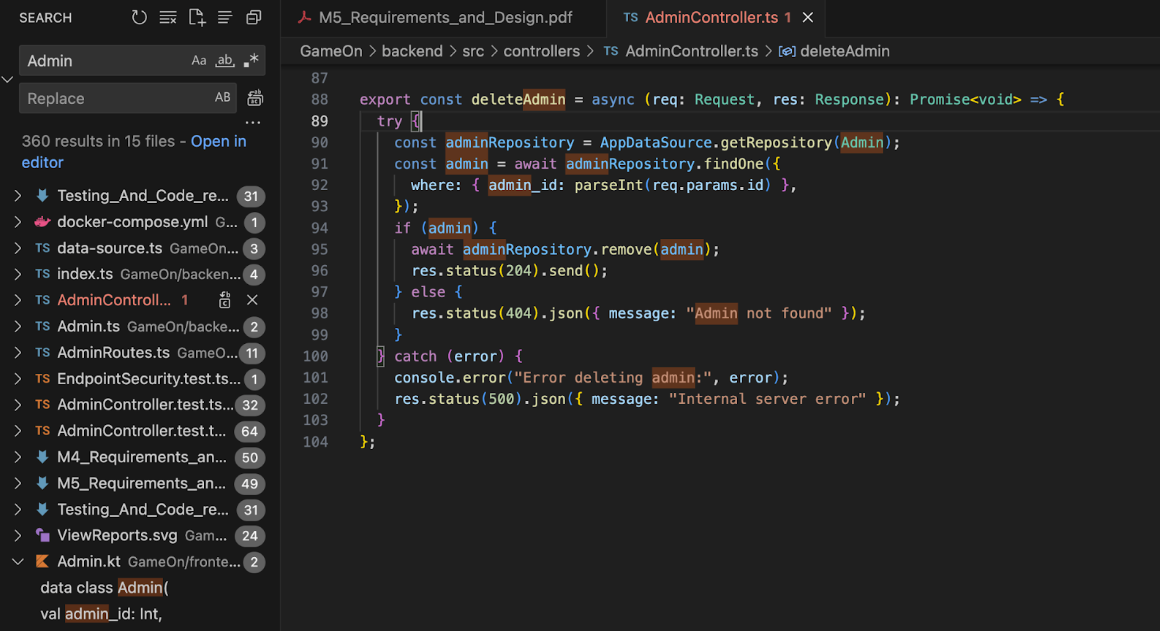 SEARCH
Admin
Aa ab .*
Replace
AB
...
360 results in 15 files - Open in
editor
Testing_And_Code_re... 31
docker-compose.yml G... 1
TS data-source.ts GameOn... 3
TS index.ts GameOn/backen... 4
TS AdminControll... 1
TS Admin.ts GameOn/backe... 2
TS AdminRoutes.ts GameO... 11
TS EndpointSecurity.test.ts... 1
TS AdminController.test.ts... 32
TS AdminController.test.t... 64
M4_Requirements_an... 50
M5_Requirements_an... 49
Testing_And_Code_re... 31
ViewReports.svg Gam... 24
Admin.kt GameOn/fronte... 2
data class Admin(
val admin_id: Int,
M5_Requirements_and_Design.pdf
TS AdminController.ts 1
GameOn > backend > src > controllers > TS AdminController.ts > deleteAdmin
87
88 export const deleteAdmin = async (req: Request, res: Response): Promise<void> => {
89 try {
90 const adminRepository = AppDataSource.getRepository(Admin);
91 const admin = await adminRepository.findOne({
92 where: { admin_id: parseInt(req.params.id) },
93 });
94 if (admin) {
95 await adminRepository.remove(admin);
96 res.status(204).send();
97 } else {
98 res.status(404).json({ message: "Admin not found" });
99 }
100 } catch (error) {
101 console.error("Error deleting admin:", error);
102 res.status(500).json({ message: "Internal server error" });
103 }
104 };